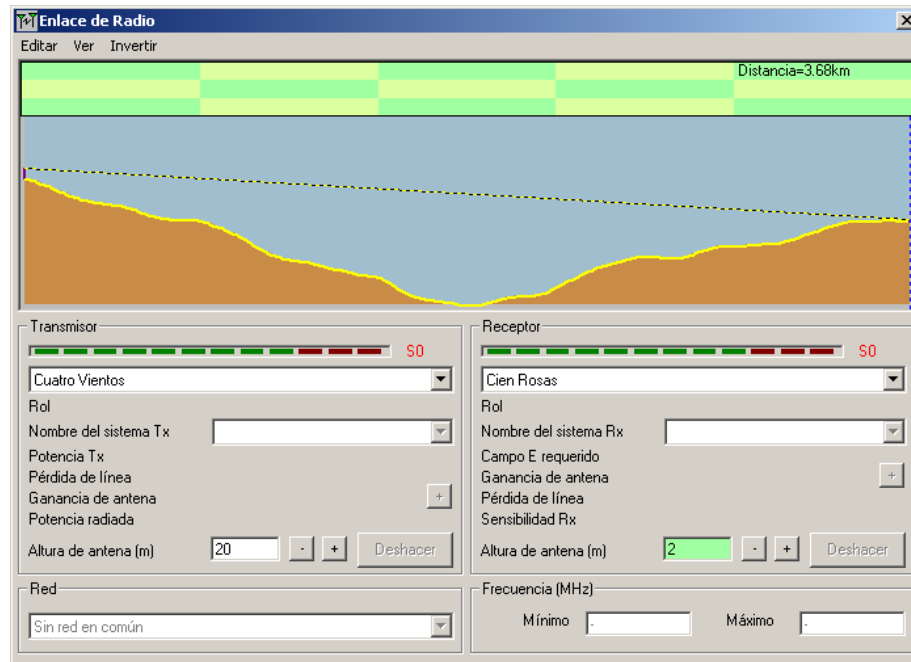 Enlace de Radio
Editar Ver Invertir
Distancia=3.68km
Transmisor
S0
Cuatro Vientos
Rol
Nombre del sistema Tx
Potencia Tx
Pérdida de línea
Ganancia de antena
+
Potencia radiada
Altura de antena (m) 20 - + Deshacer
Red
Sin red en común
Receptor
S0
Cien Rosas
Rol
Nombre del sistema Rx
Campo E requerido
Ganancia de antena
+
Pérdida de línea
Sensibilidad Rx
Altura de antena (m) 2 - + Deshacer
Frecuencia (MHz)
Mínimo - Máximo -